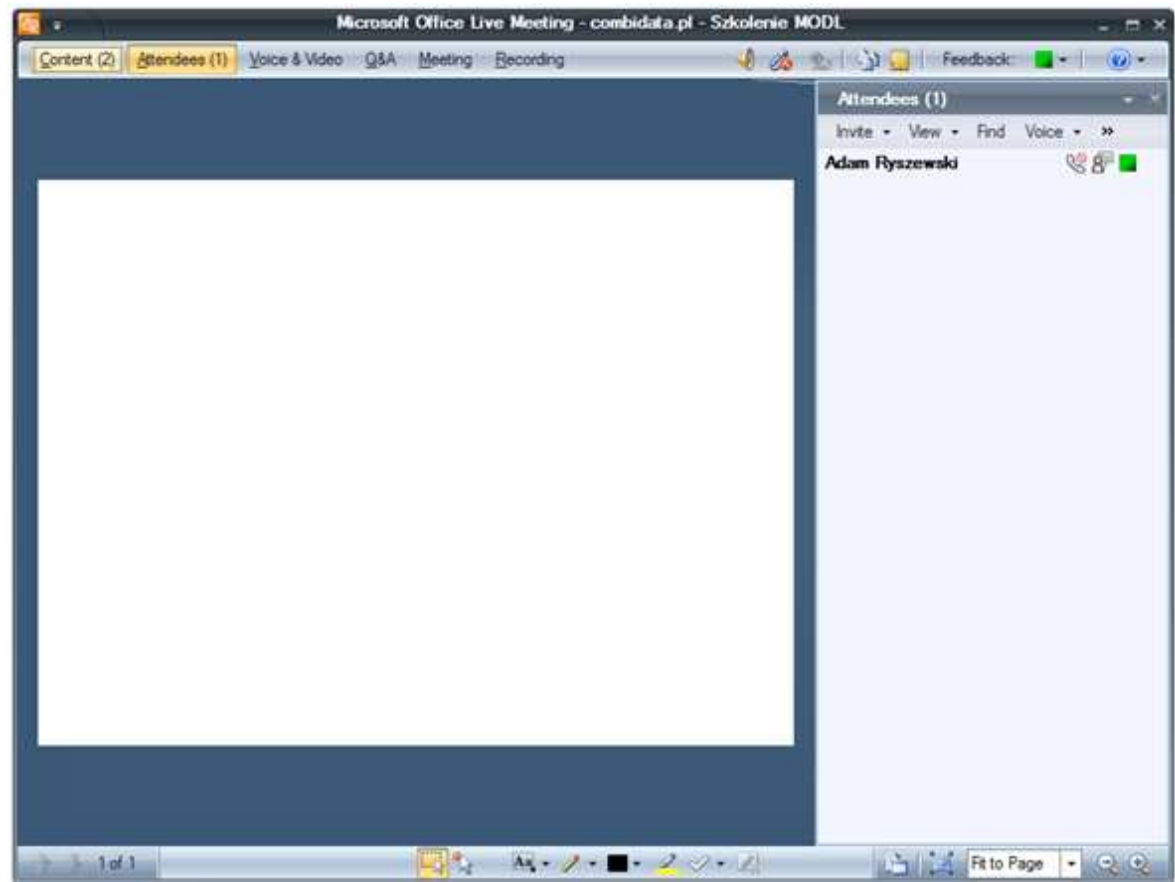 Microsoft Office Live Meeting - combidata.pl - Szkolenie MODL
Content (2) Attendees (1) Voice & Video Q&A Meeting Recording Feedback:
Attendees (1)
Invite View Find Voice »
Adam Ryszewski
1 of 1 Aa Fit to Page